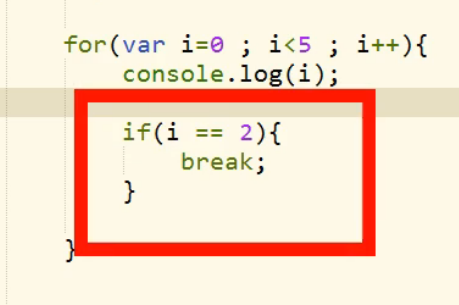 for(var i=0 ; i<5 ; i++){
console.log(i);
if(i == 2){
break;
}
}